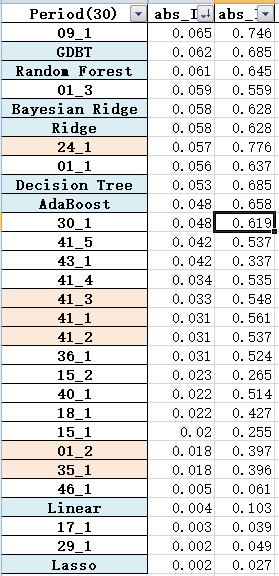 Period(30) abs_I abs_I
09_1 0.065 0.746
GDBT 0.062 0.685
Random Forest 0.061 0.645
01_3 0.059 0.559
Bayesian Ridge 0.058 0.628
Ridge 0.058 0.628
24_1 0.057 0.776
01_1 0.056 0.637
Decision Tree 0.053 0.685
AdaBoost 0.048 0.658
30_1 0.048 0.619
41_5 0.042 0.537
43_1 0.042 0.337
41_4 0.034 0.535
41_3 0.033 0.548
41_1 0.031 0.561
41_2 0.031 0.537
36_1 0.031 0.524
15_2 0.023 0.265
40_1 0.022 0.514
18_1 0.022 0.427
15_1 0.02 0.255
01_2 0.018 0.397
35_1 0.018 0.396
46_1 0.005 0.061
Linear 0.004 0.103
17_1 0.003 0.039
29_1 0.002 0.049
Lasso 0.002 0.027